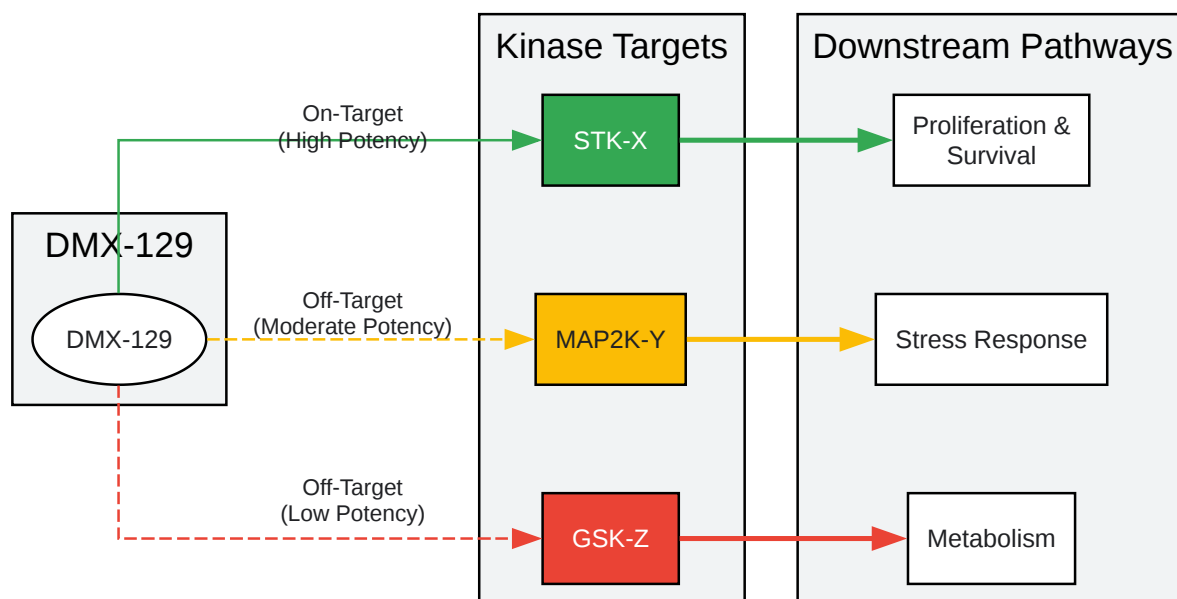 Kinase Targets
Downstream Pathways
On-Target
(High Potency)
STK-X
Proliferation &
Survival
DMX-129
DMX-129
Off-Target
(Moderate Potency)
MAP2K-Y
Stress Response
Off-Target
(Low Potency)
GSK-Z
Metabolism